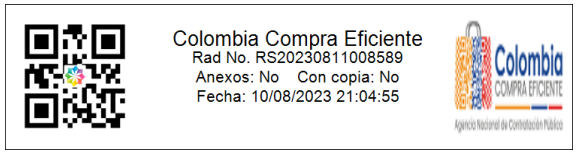 Colombia Compra Eficiente
Rad No. RS20230811008589
Anexos: No    Con copia: No
Fecha: 10/08/2023 21:04:55
Colombia
COMPRA EFICIENTE
Agencia Nacional de Contratación Pública